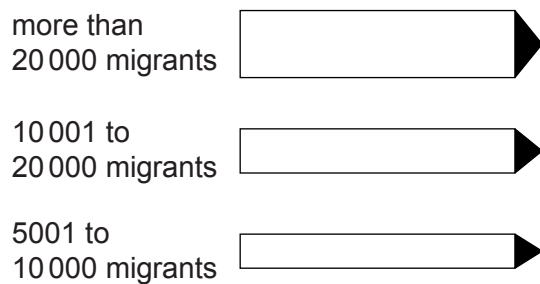 more than
20 000 migrants
10 001 to
20 000 migrants
5001 to
10 000 migrants